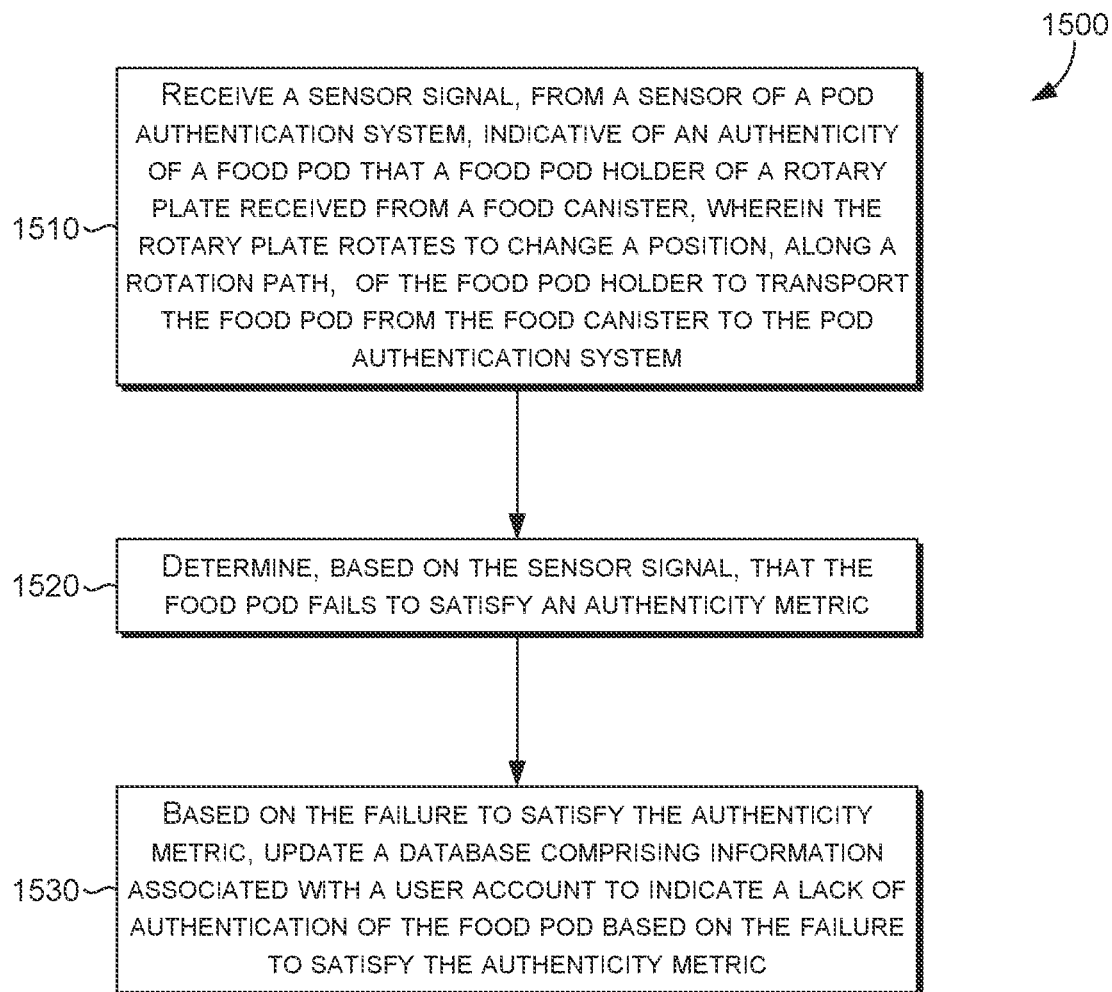 1500
RECEIVE A SENSOR SIGNAL, FROM A SENSOR OF A POD
AUTHENTICATION SYSTEM, INDICATIVE OF AN AUTHENTICITY
OF A FOOD POD THAT A FOOD POD HOLDER OF A ROTARY
PLATE RECEIVED FROM A FOOD CANISTER, WHEREIN THE
1510
ROTARY PLATE ROTATES TO CHANGE A POSITION, ALONG A
ROTATION PATH, OF THE FOOD POD HOLDER TO TRANSPORT
THE FOOD POD FROM THE FOOD CANISTER TO THE POD
AUTHENTICATION SYSTEM
1520
DETERMINE, BASED ON THE SENSOR SIGNAL, THAT THE
FOOD POD FAILS TO SATISFY AN AUTHENTICITY METRIC
BASED ON THE FAILURE TO SATISFY THE AUTHENTICITY
METRIC, UPDATE A DATABASE COMPRISING INFORMATION
1530
ASSOCIATED WITH A USER ACCOUNT TO INDICATE A LACK OF
AUTHENTICATION OF THE FOOD POD BASED ON THE FAILURE
TO SATISFY THE AUTHENTICITY METRIC